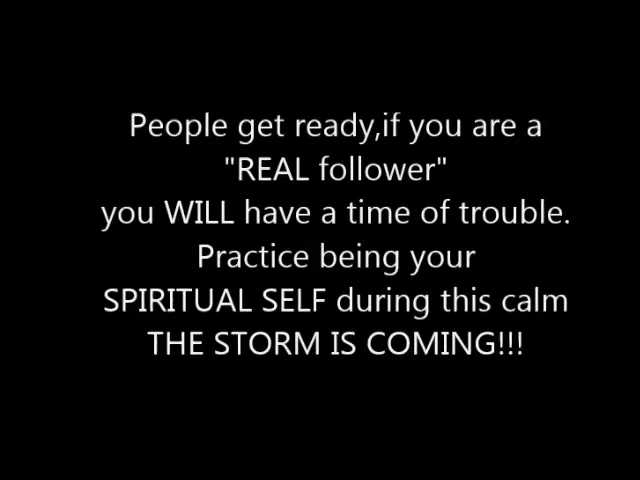 People get ready,if you are a
"REAL follower"
you WILL have a time of trouble.
Practice being your
SPIRITUAL SELF during this calm
THE STORM IS COMING!!!